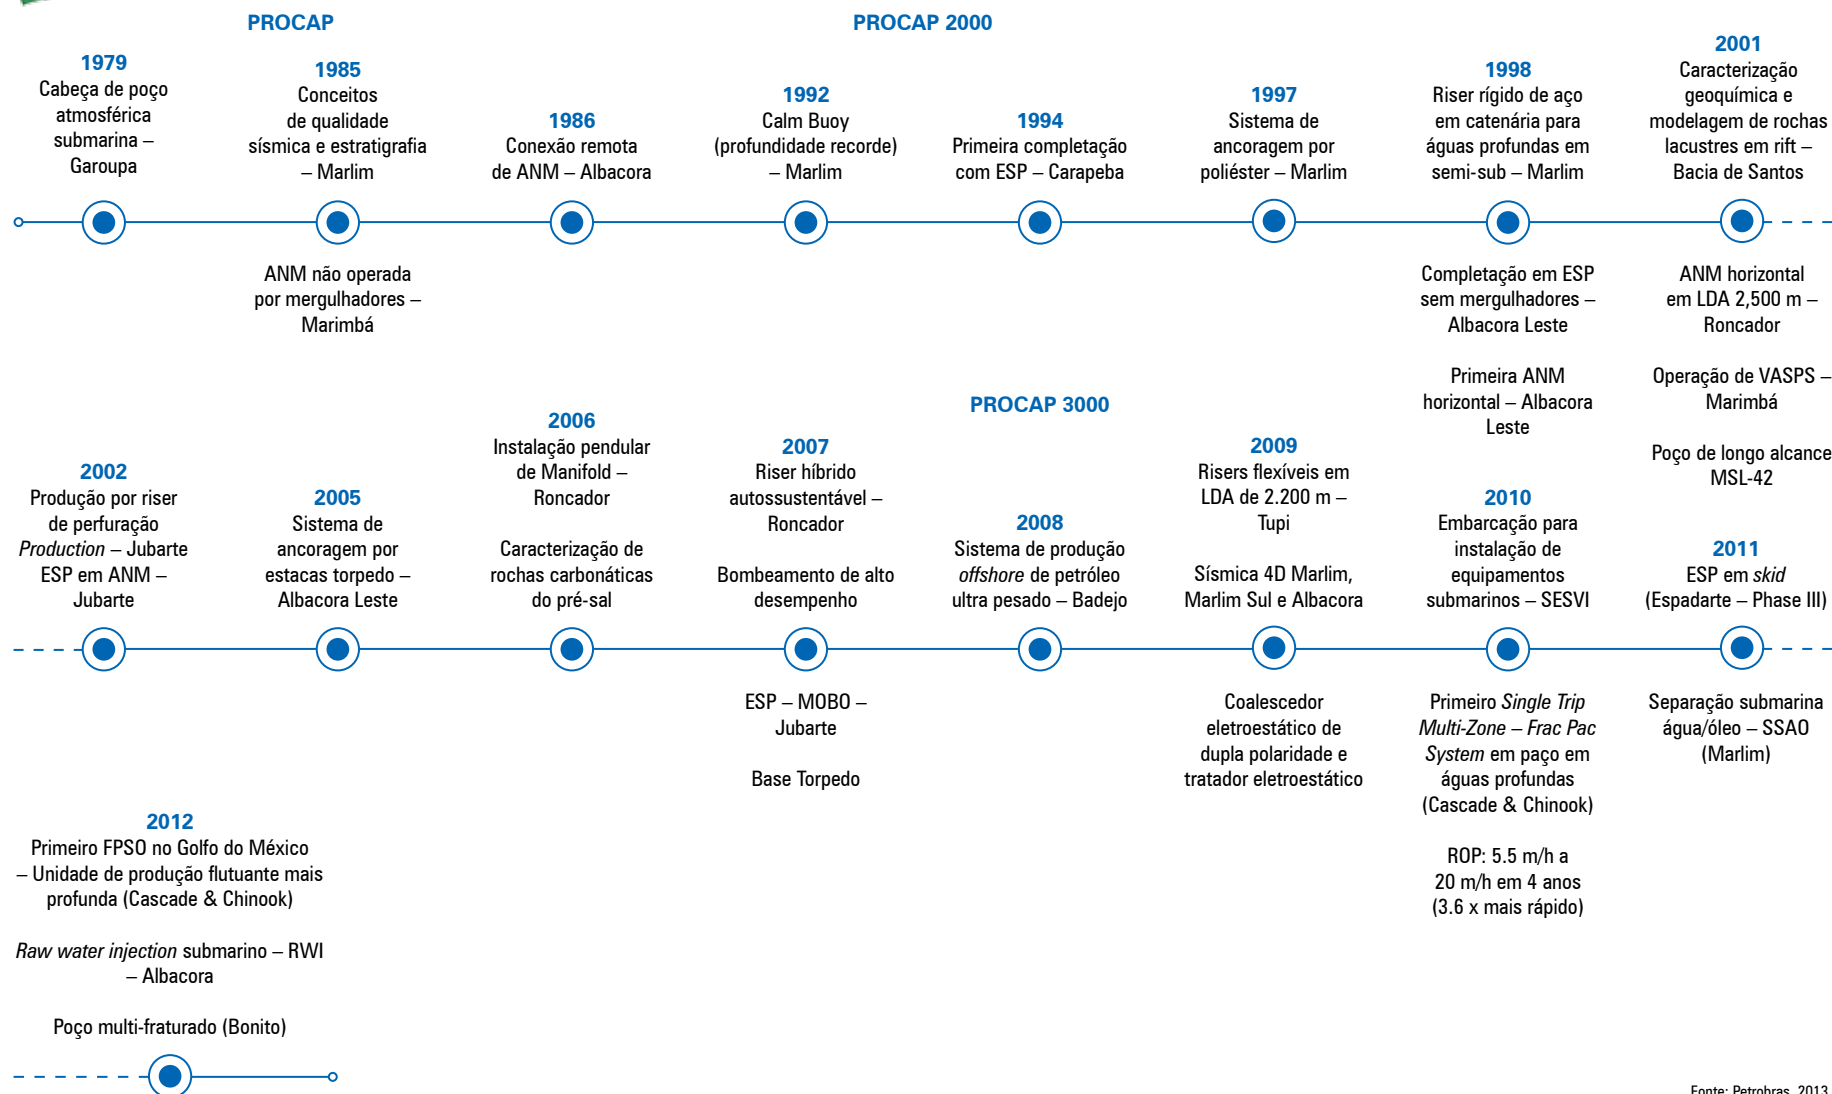 PROCAP
PROCAP 2000
1979
Cabeça de poço
atmosférica
submarina –
Garoupa
1985
Conceitos
de qualidade
sísmica e estratigrafia
– Marlim
ANM não operada
por mergulhadores –
Marimbá
1986
Conexão remota
de ANM – Albacora
1992
Calm Buoy
(profundidade recorde)
– Marlim
1994
Primeira completação
com ESP – Carapeba
1997
Sistema de
ancoragem por
poliéster – Marlim
1998
Riser rígido de aço
em catenária para
águas profundas em
semi-sub – Marlim
Completação em ESP
sem mergulhadores –
Albacora Leste
Primeira ANM
horizontal – Albacora
Leste
2001
Caracterização
geoquímica e
modelagem de rochas
lacustres em rift –
Bacia de Santos
ANM horizontal
em LDA 2,500 m –
Roncador
Operação de VASPS –
Marimbá
Poço de longo alcance
MSL-42
PROCAP 3000
2002
Produção por riser
de perfuração
Production – Jubarte
ESP em ANM –
Jubarte
2005
Sistema de
ancoragem por
estacas torpedo –
Albacora Leste
2006
Instalação pendular
de Manifold –
Roncador
Caracterização de
rochas carbonáticas
do pré-sal
2007
Riser híbrido
autossustentável –
Roncador
Bombeamento de alto
desempenho
ESP – MOBO –
Jubarte
Base Torpedo
2008
Sistema de produção
offshore de petróleo
ultra pesado – Badejo
2009
Risers flexíveis em
LDA de 2.200 m –
Tupi
Sísmica 4D Marlim,
Marlim Sul e Albacora
Coalescedor
eletroestático de
dupla polaridade e
tratador eletroestático
2010
Embarcação para
instalação de
equipamentos
submarinos – SESVI
Primeiro Single Trip
Multi-Zone – Frac Pac
System em paço em
águas profundas
(Cascade & Chinook)
ROP: 5.5 m/h a
20 m/h em 4 anos
(3.6 x mais rápido)
2011
ESP em skid
(Espadarte – Phase III)
Separação submarina
água/óleo – SSAO
(Marlim)
2012
Primeiro FPSO no Golfo do México
– Unidade de produção flutuante mais
profunda (Cascade & Chinook)
Raw water injection submarino – RWI
– Albacora
Poço multi-fraturado (Bonito)
Fonte: Petrobras, 2013